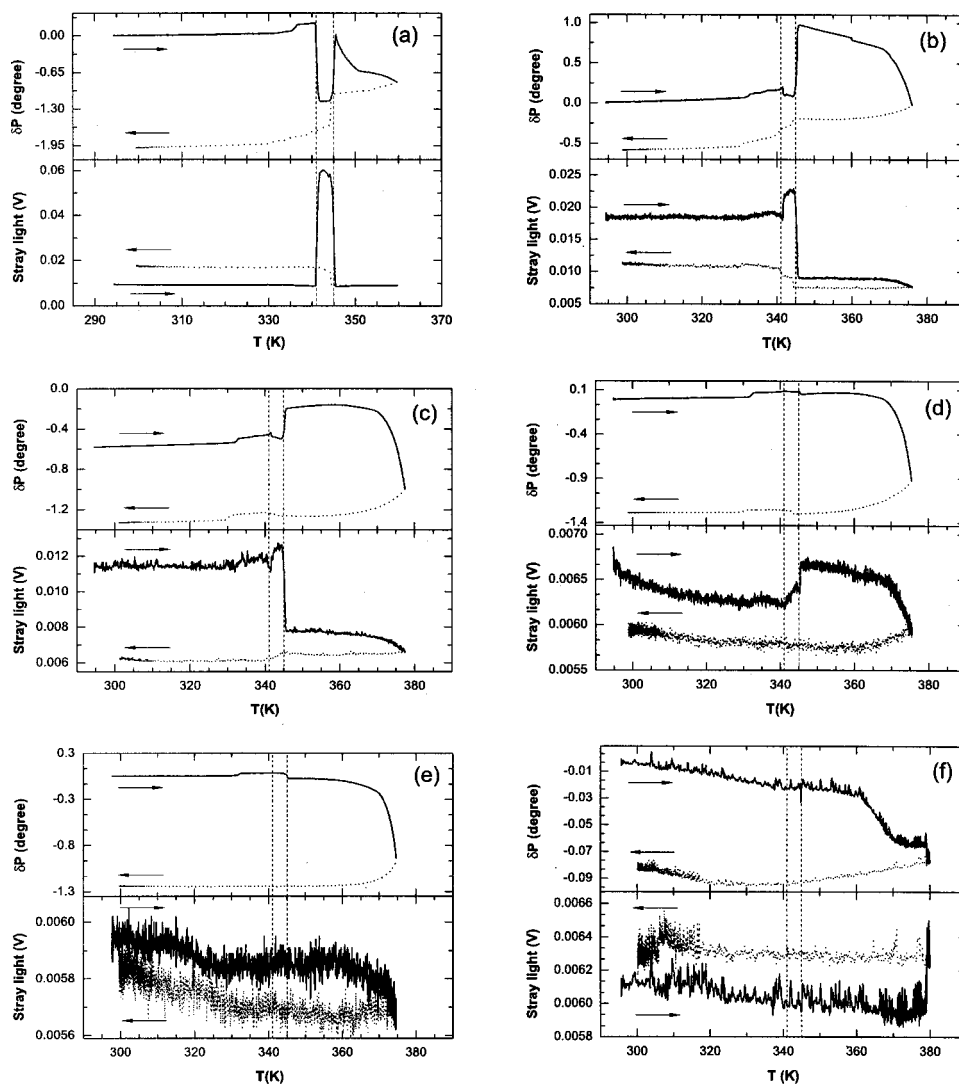 (a)
δP (degree)
0.00
-0.65
-1.30
-1.95
Stray light (V)
0.06
0.04
0.02
0.00
290 300 310 320 330 340 350 360 370
T (K)
(b)
δP (degree)
1.0
0.5
0.0
-0.5
Stray light (V)
0.025
0.020
0.015
0.010
0.005
300 320 340 360 380
T(K)
(c)
δP (degree)
0.0
-0.4
-0.8
-1.2
Stray light (V)
0.012
0.010
0.008
0.006
300 320 340 360 380
T(K)
(d)
δP (degree)
0.1
-0.4
-0.9
-1.4
Stray light (V)
0.0070
0.0065
0.0060
0.0055
300 320 340 360 380
T(K)
(e)
δP (degree)
0.3
-0.3
-0.8
-1.3
Stray light (V)
0.0060
0.0058
0.0056
300 320 340 360 380
T(K)
(f)
δP (degree)
-0.01
-0.03
-0.05
-0.07
-0.09
Stray light (V)
0.0066
0.0064
0.0062
0.0060
0.0058
300 320 340 360 380
T(K)